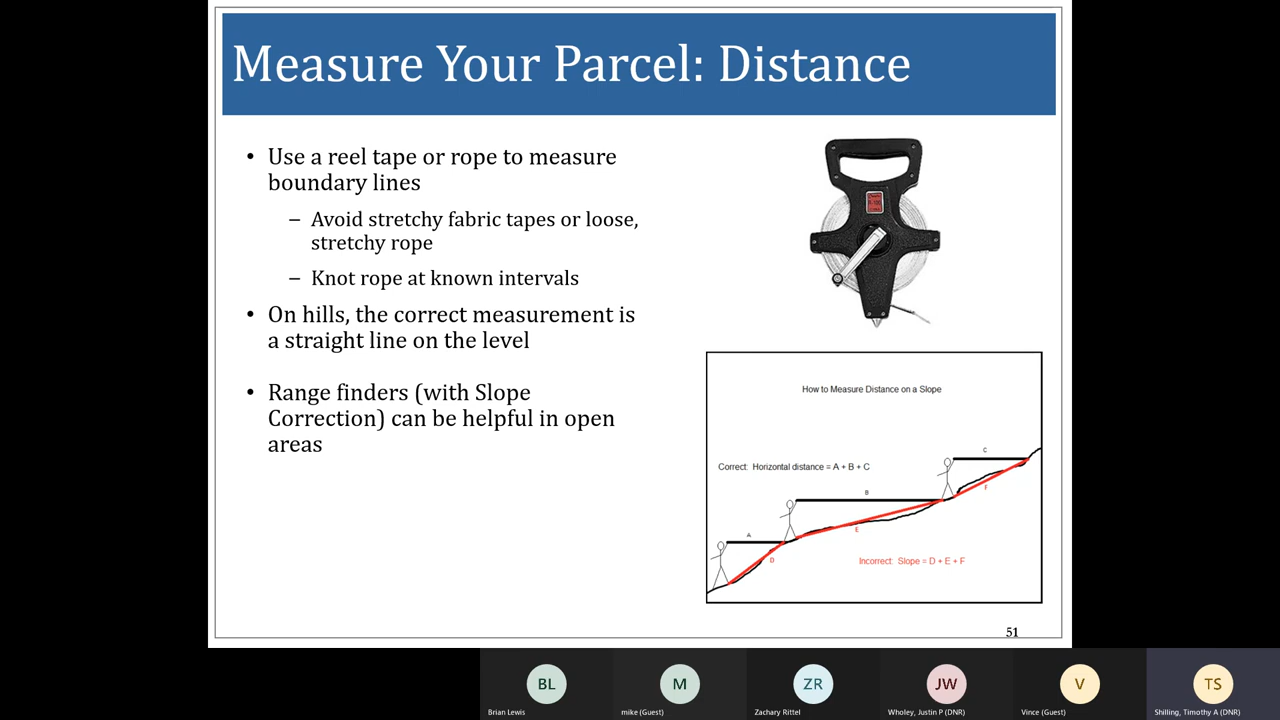 Measure Your Parcel: Distance
• Use a reel tape or rope to measure
boundary lines
– Avoid stretchy fabric tapes or loose,
stretchy rope
– Knot rope at known intervals
• On hills, the correct measurement is
a straight line on the level
• Range finders (with Slope
Correction) can be helpful in open
areas
How to Measure Distance on a Slope
C
Correct: Horizontal distance = A + B + C
F
B
E
A
D
Incorrect: Slope = D + E + F
51
BL
M
ZR
JW
V
TS
Brian Lewis
mike (Guest)
Zachary Rittel
Wholey, Justin P (DNR)
Vince (Guest)
Shilling, Timothy A (DNR)